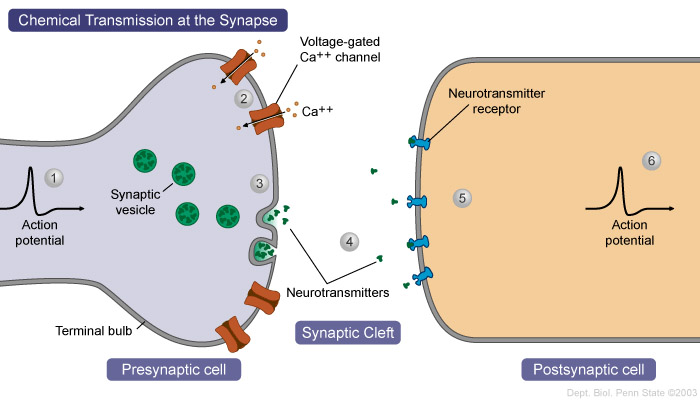 Chemical Transmission at the Synapse
Voltage-gated
Ca++ channel
2
Ca++
Neurotransmitter
receptor
1
Synaptic
vesicle
3
Action
potential
4
5
6
Action
potential
Neurotransmitters
Terminal bulb
Synaptic Cleft
Presynaptic cell
Postsynaptic cell
Dept. Biol. Penn State ©2003